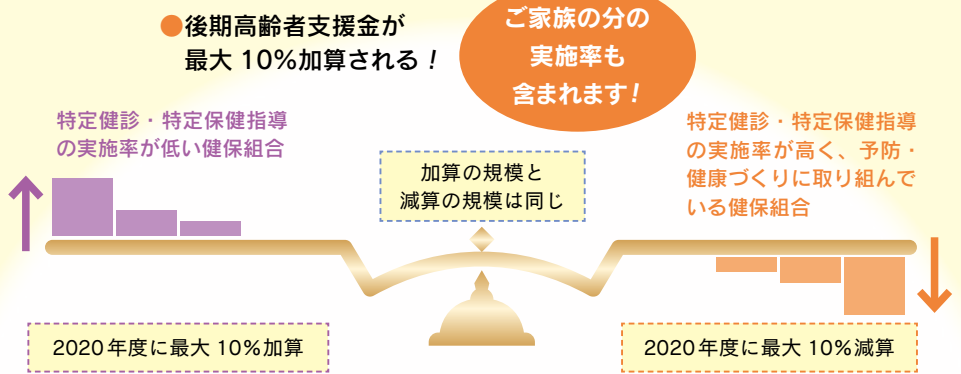 ●後期高齢者支援金が
最大 10%加算される！
ご家族の分の
実施率も
含まれます！
特定健診・特定保健指導
の実施率が低い健保組合
加算の規模と
減算の規模は同じ
特定健診・特定保健指導
の実施率が高く、予防・
健康づくりに取り組んで
いる健保組合
2020年度に最大10%加算
2020年度に最大10%減算